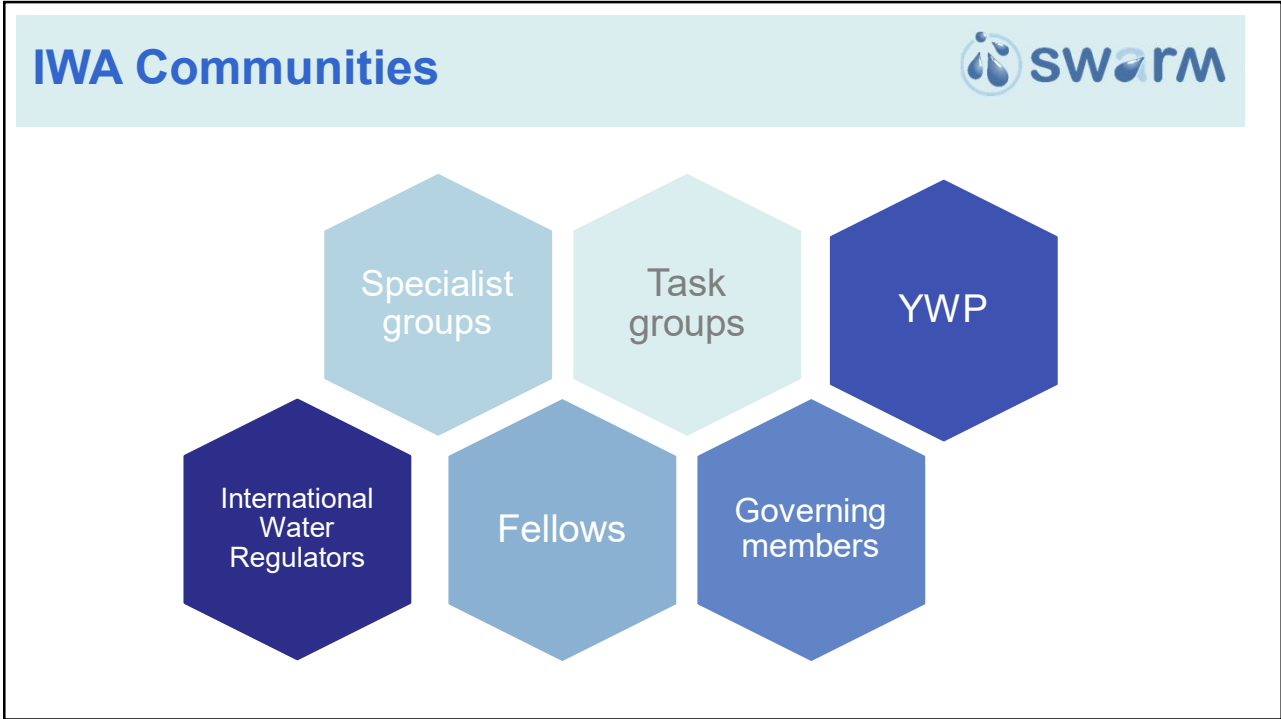 IWA Communities
swarm
Specialist
groups
Task
groups
YWP
International
Water
Regulators
Fellows
Governing
members